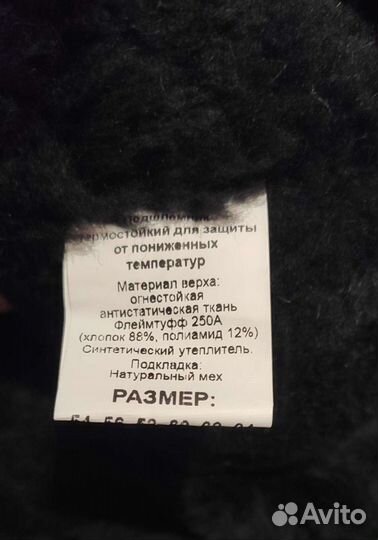 Подшлемник
термостойкий для защиты
от пониженных
температур
Материал верха:
огнестойкая
антистатическая ткань
Флеймтуфф 250А
(хлопок 88%, полиамид 12%)
Синтетический утеплитель.
Подкладка:
Натуральный мех
РАЗМЕР:
Avito